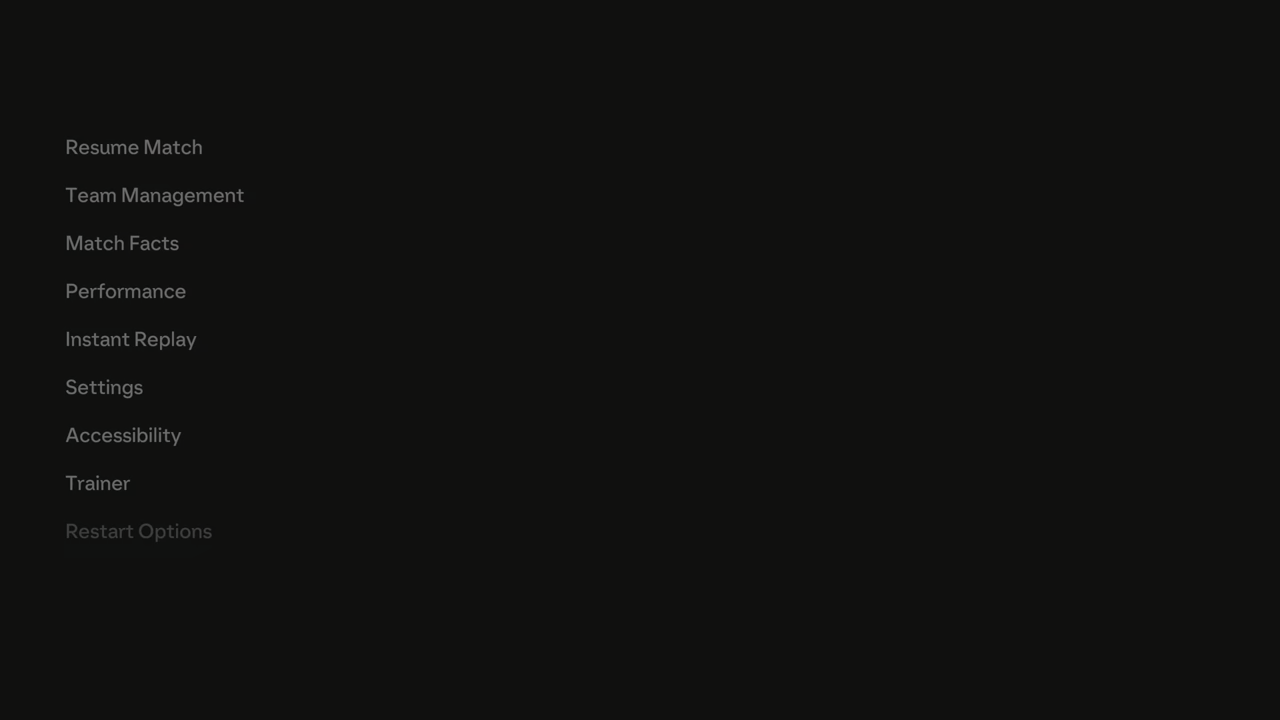 Resume Match
Team Management
Match Facts
Performance
Instant Replay
Settings
Accessibility
Trainer
Restart Options